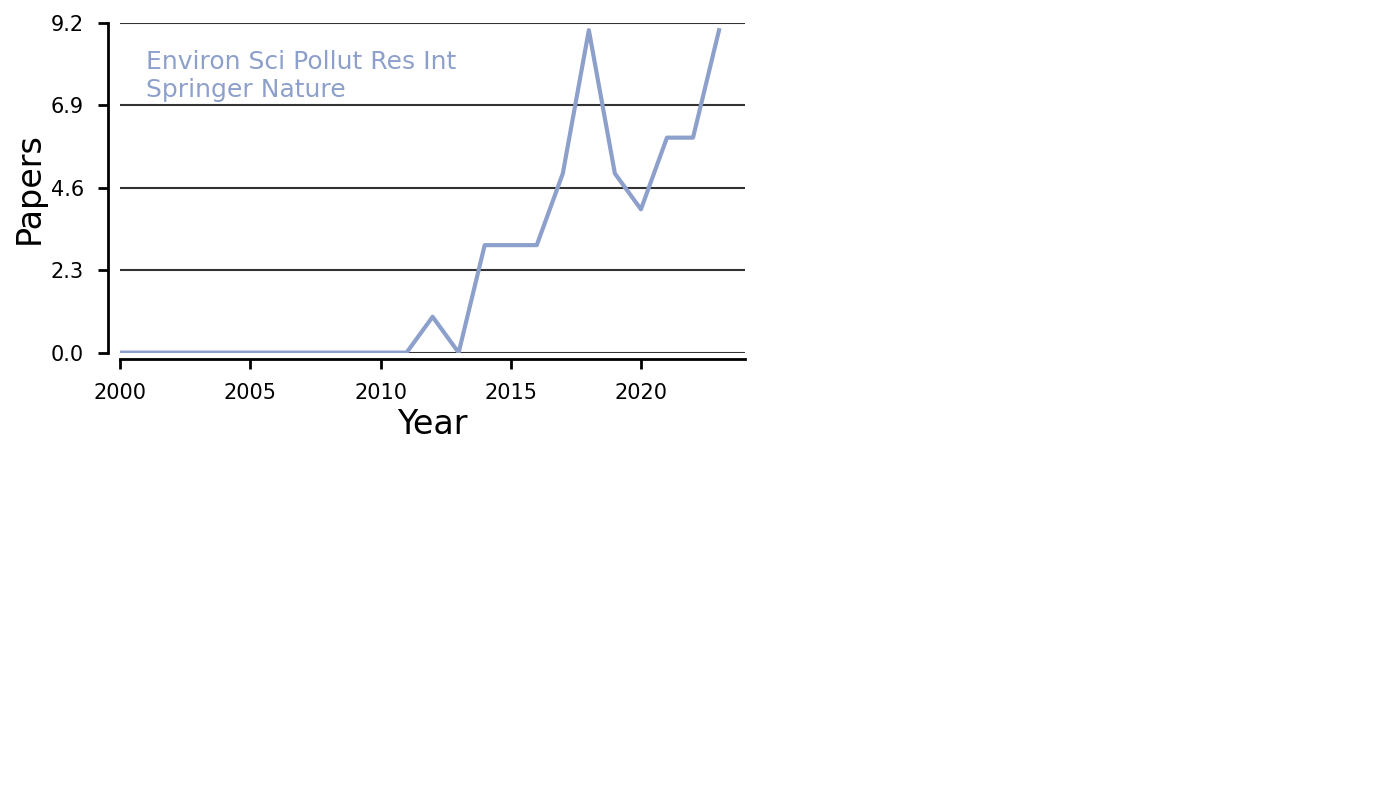 9.2
Environ Sci Pollut Res Int
Springer Nature
6.9
Papers
4.6
2.3
0.0
2000 2005 2010 2015 2020
Year